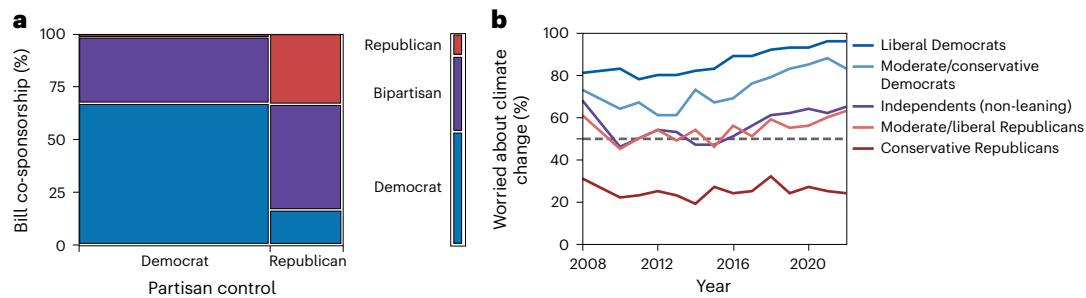 a
Bill co-sponsorship (%)
100
75
50
25
0
Democrat
Republican
Partisan control
Republican
Bipartisan
Democrat
b
Worried about climate
change (%)
100
80
60
40
20
0
2008
2012
2016
2020
Year
Liberal Democrats
Moderate/conservative
Democrats
Independents (non-leaning)
Moderate/liberal Republicans
Conservative Republicans